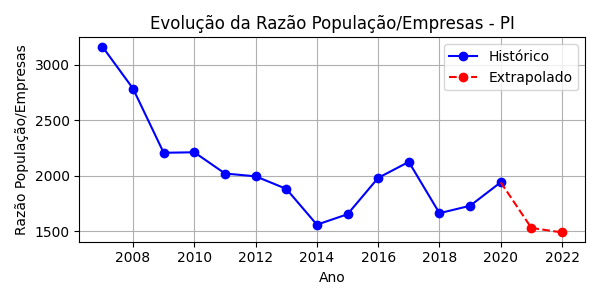 Evolução da Razão População/Empresas - PI
Razão População/Empresas
3000
2500
2000
1500
Histórico
Extrapolado
2008 2010 2012 2014 2016 2018 2020 2022
Ano